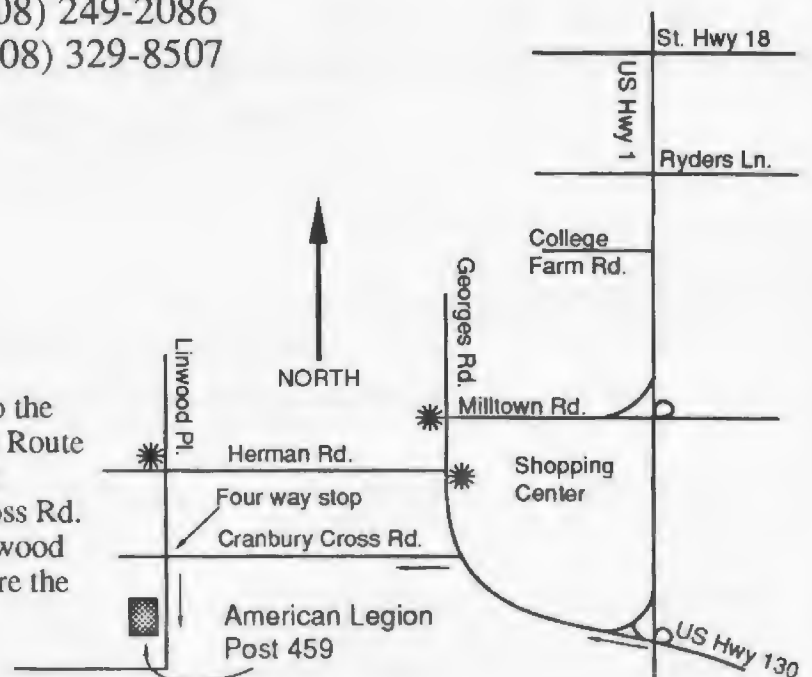 08) 249-2086
08) 329-8507
St. Hwy 18
US Hwy 1
Ryders Ln.
College
Farm Rd.
Georges Rd.
Linwood Pl.
NORTH
Milltown Rd.
o the
Route
Herman Rd.
Shopping
Center
Four way stop
oss Rd.
Cranbury Cross Rd.
wood
re the
American Legion
Post 459
US Hwy 130